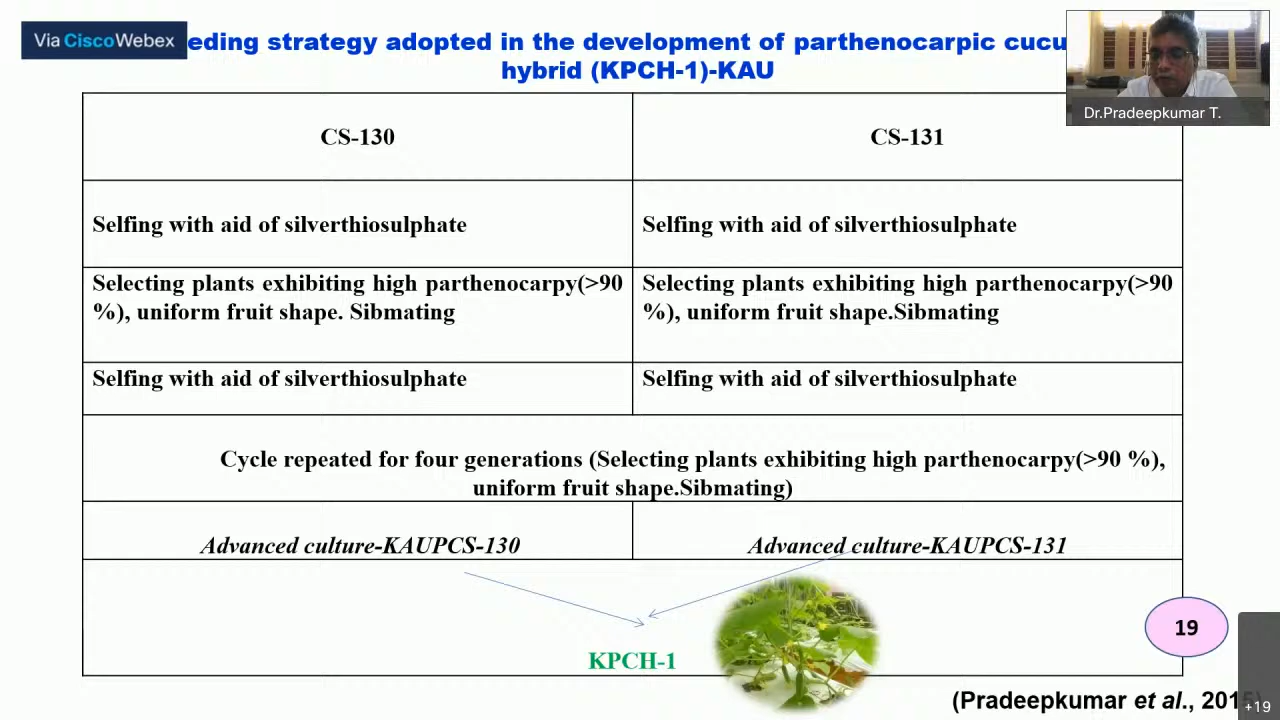 Via Cisco Webex
eding strategy adopted in the development of parthenocarpic cucu
hybrid (KPCH-1)-KAU
Dr.Pradeepkumar T.
CS-130
CS-131
Selfing with aid of silverthiosulphate
Selfing with aid of silverthiosulphate
Selecting plants exhibiting high parthenocarpy(>90
%), uniform fruit shape. Sibmating
Selecting plants exhibiting high parthenocarpy(>90
%), uniform fruit shape.Sibmating
Selfing with aid of silverthiosulphate
Selfing with aid of silverthiosulphate
Cycle repeated for four generations (Selecting plants exhibiting high parthenocarpy(>90 %),
uniform fruit shape.Sibmating)
Advanced culture-KAUPCS-130
Advanced culture-KAUPCS-131
KPCH-1
19
(Pradeepkumar et al., 2015)
+19